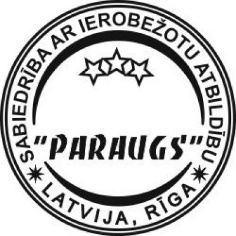 SABIEDRĪBA AR IEROBEŽOTU ATBILDĪBU
"PARAUGS"
LATVIJA, RĪGA